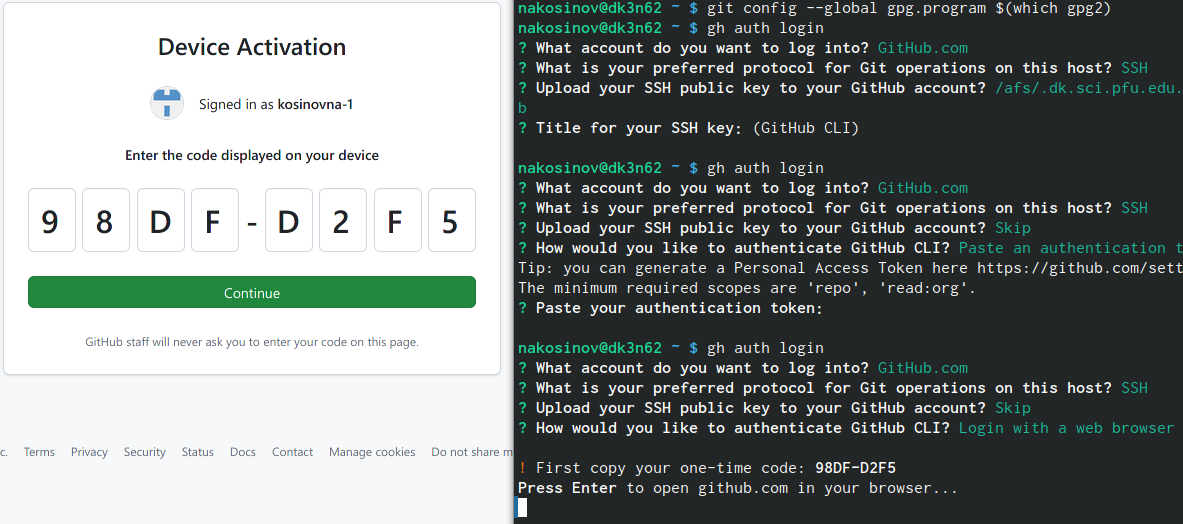 Device Activation
Signed in as kosinovna-1
Enter the code displayed on your device
9 8 D F - D 2 F 5
Continue
GitHub staff will never ask you to enter your code on this page.
c. Terms Privacy Security Status Docs Contact Manage cookies Do not share m
nakosinov@dk3n62 ~ $ git config --global gpg.program $(which gpg2)
nakosinov@dk3n62 ~ $ gh auth login
? What account do you want to log into? GitHub.com
? What is your preferred protocol for Git operations on this host? SSH
? Upload your SSH public key to your GitHub account? /afs/.dk.sci.pfu.edu.
b
? Title for your SSH key: (GitHub CLI)
nakosinov@dk3n62 ~ $ gh auth login
? What account do you want to log into? GitHub.com
? What is your preferred protocol for Git operations on this host? SSH
? Upload your SSH public key to your GitHub account? Skip
? How would you like to authenticate GitHub CLI? Paste an authentication t
Tip: you can generate a Personal Access Token here https://github.com/sett
The minimum required scopes are 'repo', 'read:org'.
? Paste your authentication token:
nakosinov@dk3n62 ~ $ gh auth login
? What account do you want to log into? GitHub.com
? What is your preferred protocol for Git operations on this host? SSH
? Upload your SSH public key to your GitHub account? Skip
? How would you like to authenticate GitHub CLI? Login with a web browser
! First copy your one-time code: 98DF-D2F5
Press Enter to open github.com in your browser...